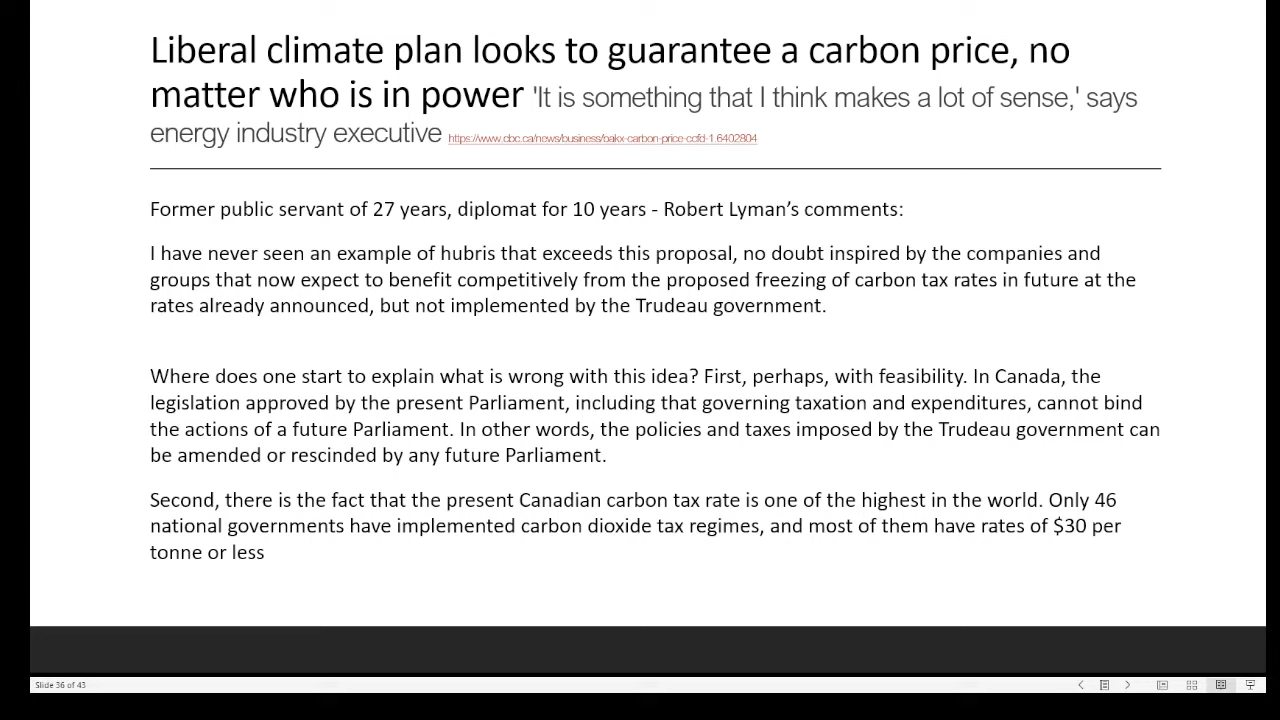 Liberal climate plan looks to guarantee a carbon price, no
matter who is in power 'It is something that I think makes a lot of sense,' says
energy industry executive https://www.cbc.ca/news/business/bakx-carbon-price-ccfd-1.6402804
Former public servant of 27 years, diplomat for 10 years - Robert Lyman’s comments:
I have never seen an example of hubris that exceeds this proposal, no doubt inspired by the companies and
groups that now expect to benefit competitively from the proposed freezing of carbon tax rates in future at the
rates already announced, but not implemented by the Trudeau government.
Where does one start to explain what is wrong with this idea? First, perhaps, with feasibility. In Canada, the
legislation approved by the present Parliament, including that governing taxation and expenditures, cannot bind
the actions of a future Parliament. In other words, the policies and taxes imposed by the Trudeau government can
be amended or rescinded by any future Parliament.
Second, there is the fact that the present Canadian carbon tax rate is one of the highest in the world. Only 46
national governments have implemented carbon dioxide tax regimes, and most of them have rates of $30 per
tonne or less
Slide 36 of 43